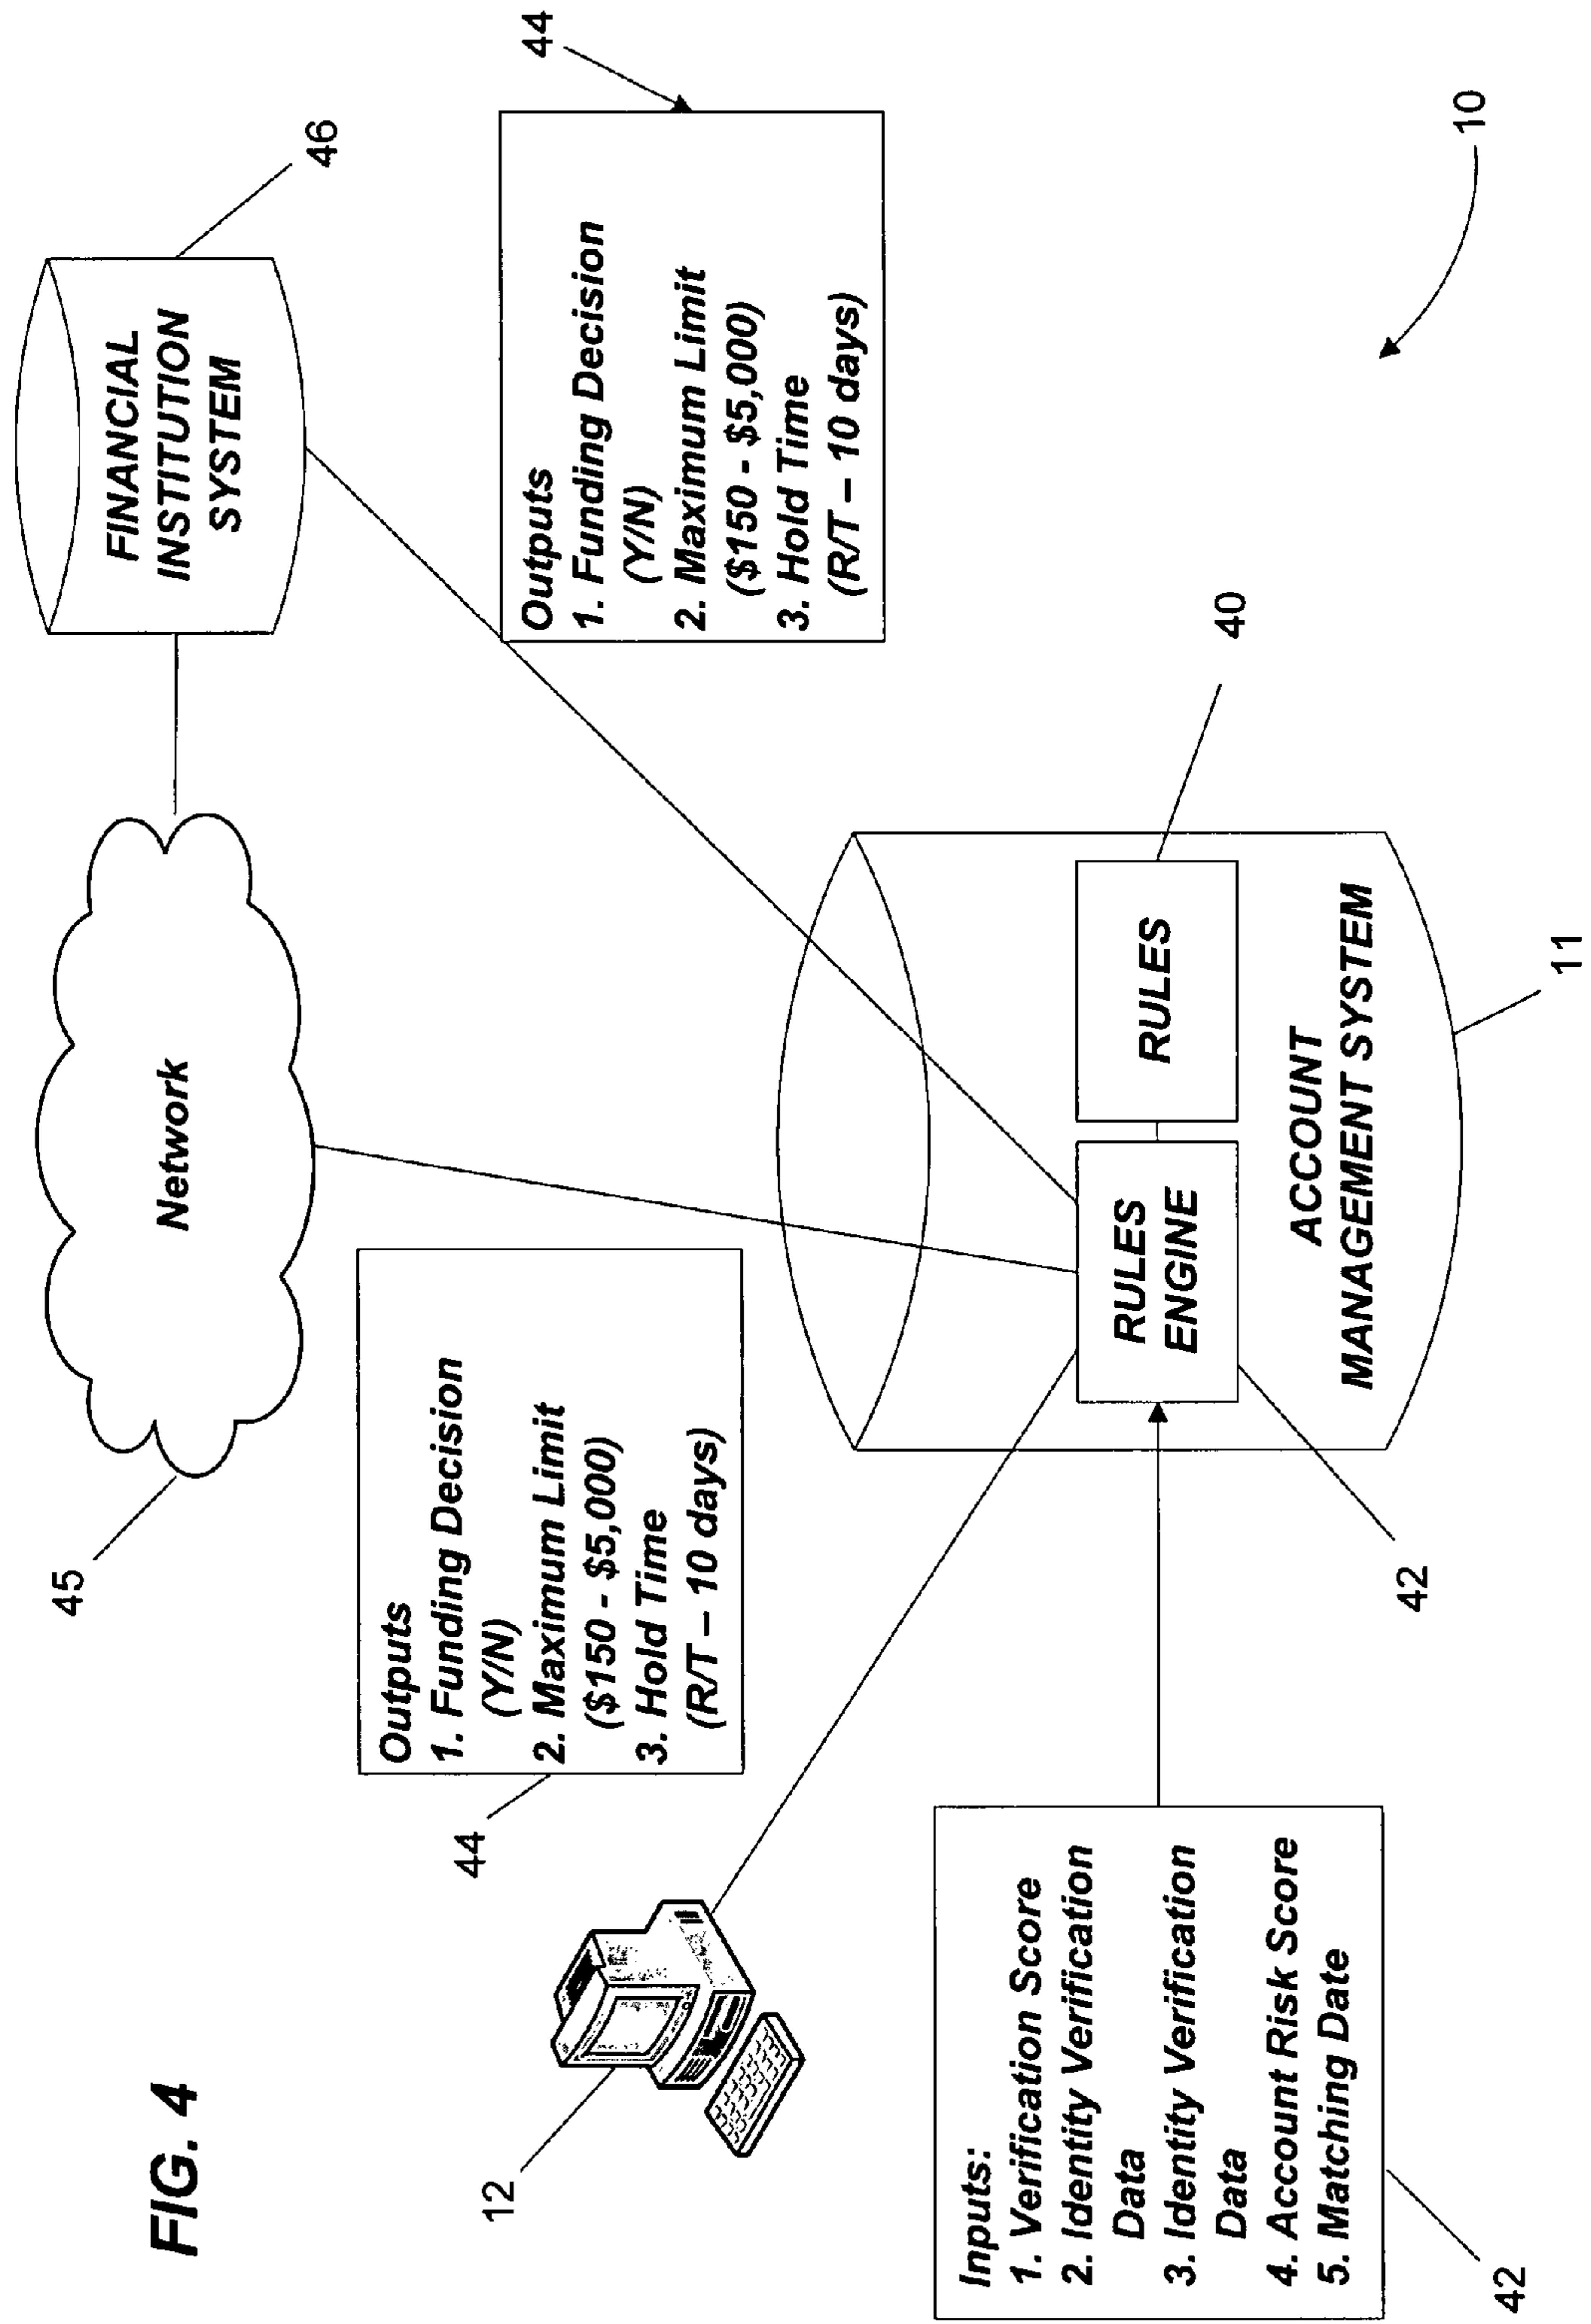 FIG. 4
45
Network
FINANCIAL
INSTITUTION
SYSTEM
46
44
Outputs
1. Funding Decision
(Y/N)
2. Maximum Limit
($150 - $5,000)
3. Hold Time
(R/T – 10 days)
Outputs
1. Funding Decision
(Y/N)
2. Maximum Limit
($150 - $5,000)
3. Hold Time
(R/T – 10 days)
44
12
Inputs:
1. Verification Score
2. Identity Verification
Data
3. Identity Verification
Data
4. Account Risk Score
5. Matching Date
42
RULES
ENGINE
42
RULES
40
ACCOUNT
MANAGEMENT SYSTEM
11
10